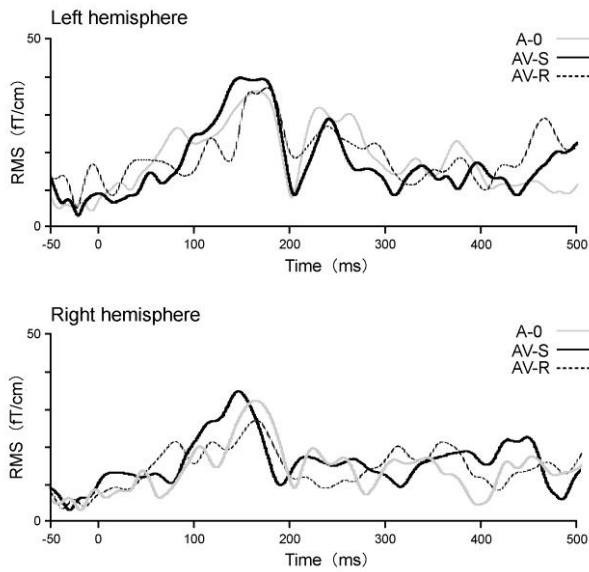 Left hemisphere
50
A-0
AV-S
AV-R
RMS (fT/cm)
0
-50 0 100 200 300 400 500
Time (ms)
Right hemisphere
50
A-0
AV-S
AV-R
RMS (fT/cm)
0
-50 0 100 200 300 400 500
Time (ms)